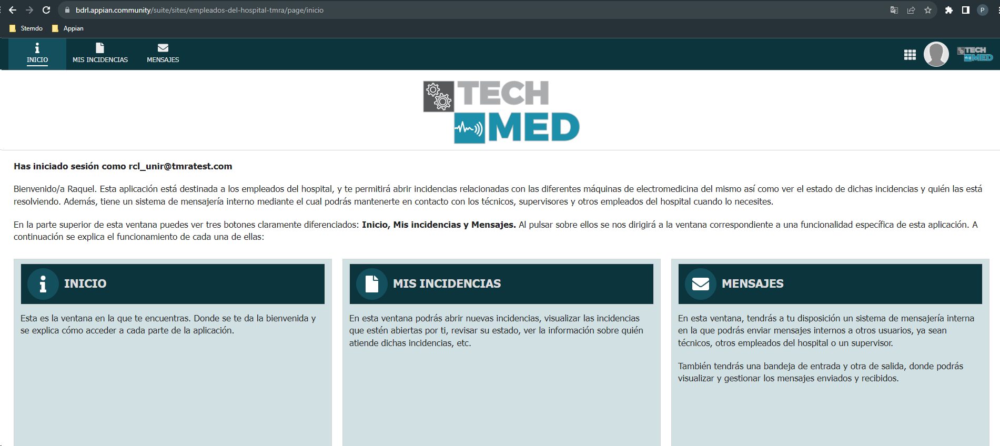 bdrl.appian.community/suite/sites/empleados-del-hospital-tmra/page/inicio
P
Stemdo
Appian
INICIO
MIS INCIDENCIAS
MENSAJES
TECH
MED
TECH
MED
Has iniciado sesión como rcl_unir@tmratest.com
Bienvenido/a Raquel. Esta aplicación está destinada a los empleados del hospital, y te permitirá abrir incidencias relacionadas con las diferentes máquinas de electromedicina del mismo así como ver el estado de dichas incidencias y quién las está
resolviendo. Además, tiene un sistema de mensajería interno mediante el cual podrás mantenerte en contacto con los técnicos, supervisores y otros empleados del hospital cuando lo necesites.
En la parte superior de esta ventana puedes ver tres botones claramente diferenciados: Inicio, Mis incidencias y Mensajes. Al pulsar sobre ellos se nos dirigirá a la ventana correspondiente a una funcionalidad específica de esta aplicación. A
continuación se explica el funcionamiento de cada una de ellas:
INICIO
Esta es la ventana en la que te encuentras. Donde se te da la bienvenida y
se explica cómo acceder a cada parte de la aplicación.
MIS INCIDENCIAS
En esta ventana podrás abrir nuevas incidencias, visualizar las incidencias
que estén abiertas por ti, revisar su estado, ver la información sobre quién
atiende dichas incidencias, etc.
MENSAJES
En esta ventana, tendrás a tu disposición un sistema de mensajería interna
en la que podrás enviar mensajes internos a otros usuarios, ya sean
técnicos, otros empleados del hospital o un supervisor.
También tendrás una bandeja de entrada y otra de salida, donde podrás
visualizar y gestionar los mensajes enviados y recibidos.